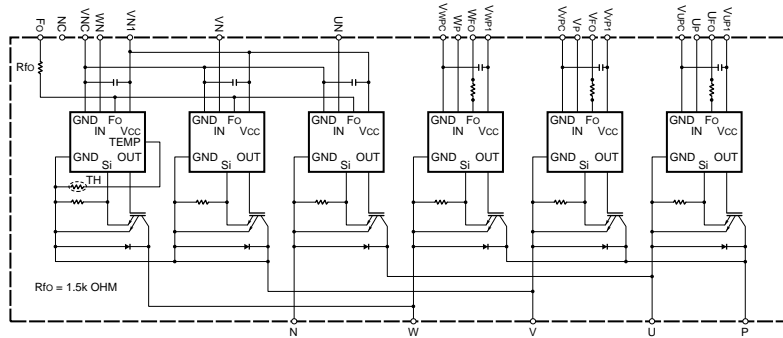 FO
NC
VNC
WN
VN1
VN
UN
VWPC
WP
WFO
VWP1
VVPC
VP
VFO
VVP1
VUPC
UP
UFO
VUP1
RFO
GND
IN
FO
VCC
TEMP
GND
OUT
Si
TH
GND
IN
FO
VCC
GND
OUT
Si
GND
IN
FO
VCC
GND
OUT
Si
GND
IN
FO
VCC
GND
OUT
Si
GND
IN
FO
VCC
GND
OUT
Si
GND
IN
FO
VCC
GND
OUT
Si
RFO = 1.5k OHM
N
W
V
U
P